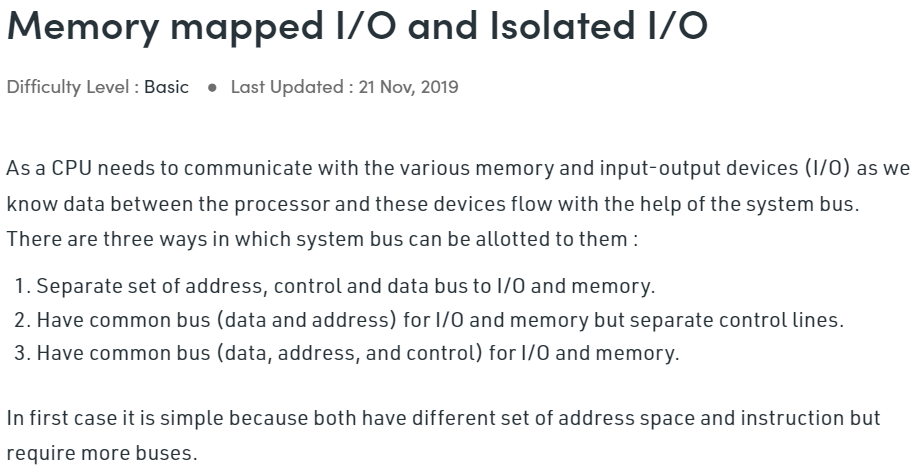 Memory mapped I/O and Isolated I/O
Difficulty Level : Basic ● Last Updated : 21 Nov, 2019
As a CPU needs to communicate with the various memory and input-output devices (I/O) as we
know data between the processor and these devices flow with the help of the system bus.
There are three ways in which system bus can be allotted to them :
1. Separate set of address, control and data bus to I/O and memory.
2. Have common bus (data and address) for I/O and memory but separate control lines.
3. Have common bus (data, address, and control) for I/O and memory.
In first case it is simple because both have different set of address space and instruction but
require more buses.